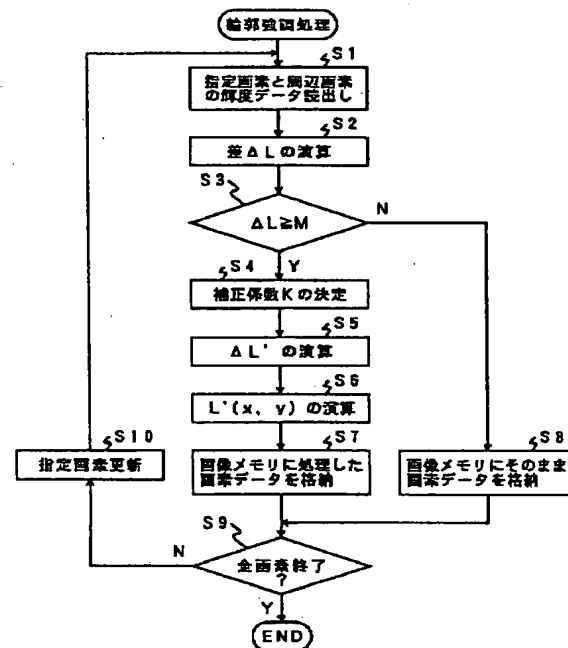 輪郭強調処理
S1
指定画素と周辺画素
の輝度データ読出し
S2
差ΔLの演算
S3
ΔL≧M
N
Y
S4
補正係数Kの決定
S5
ΔL'の演算
S6
L'(x, y)の演算
S7
画像メモリに処理した
画素データを格納
S8
画像メモリにそのまま
画素データを格納
S10
指定画素更新
S9
全画素終了
?
N
Y
END